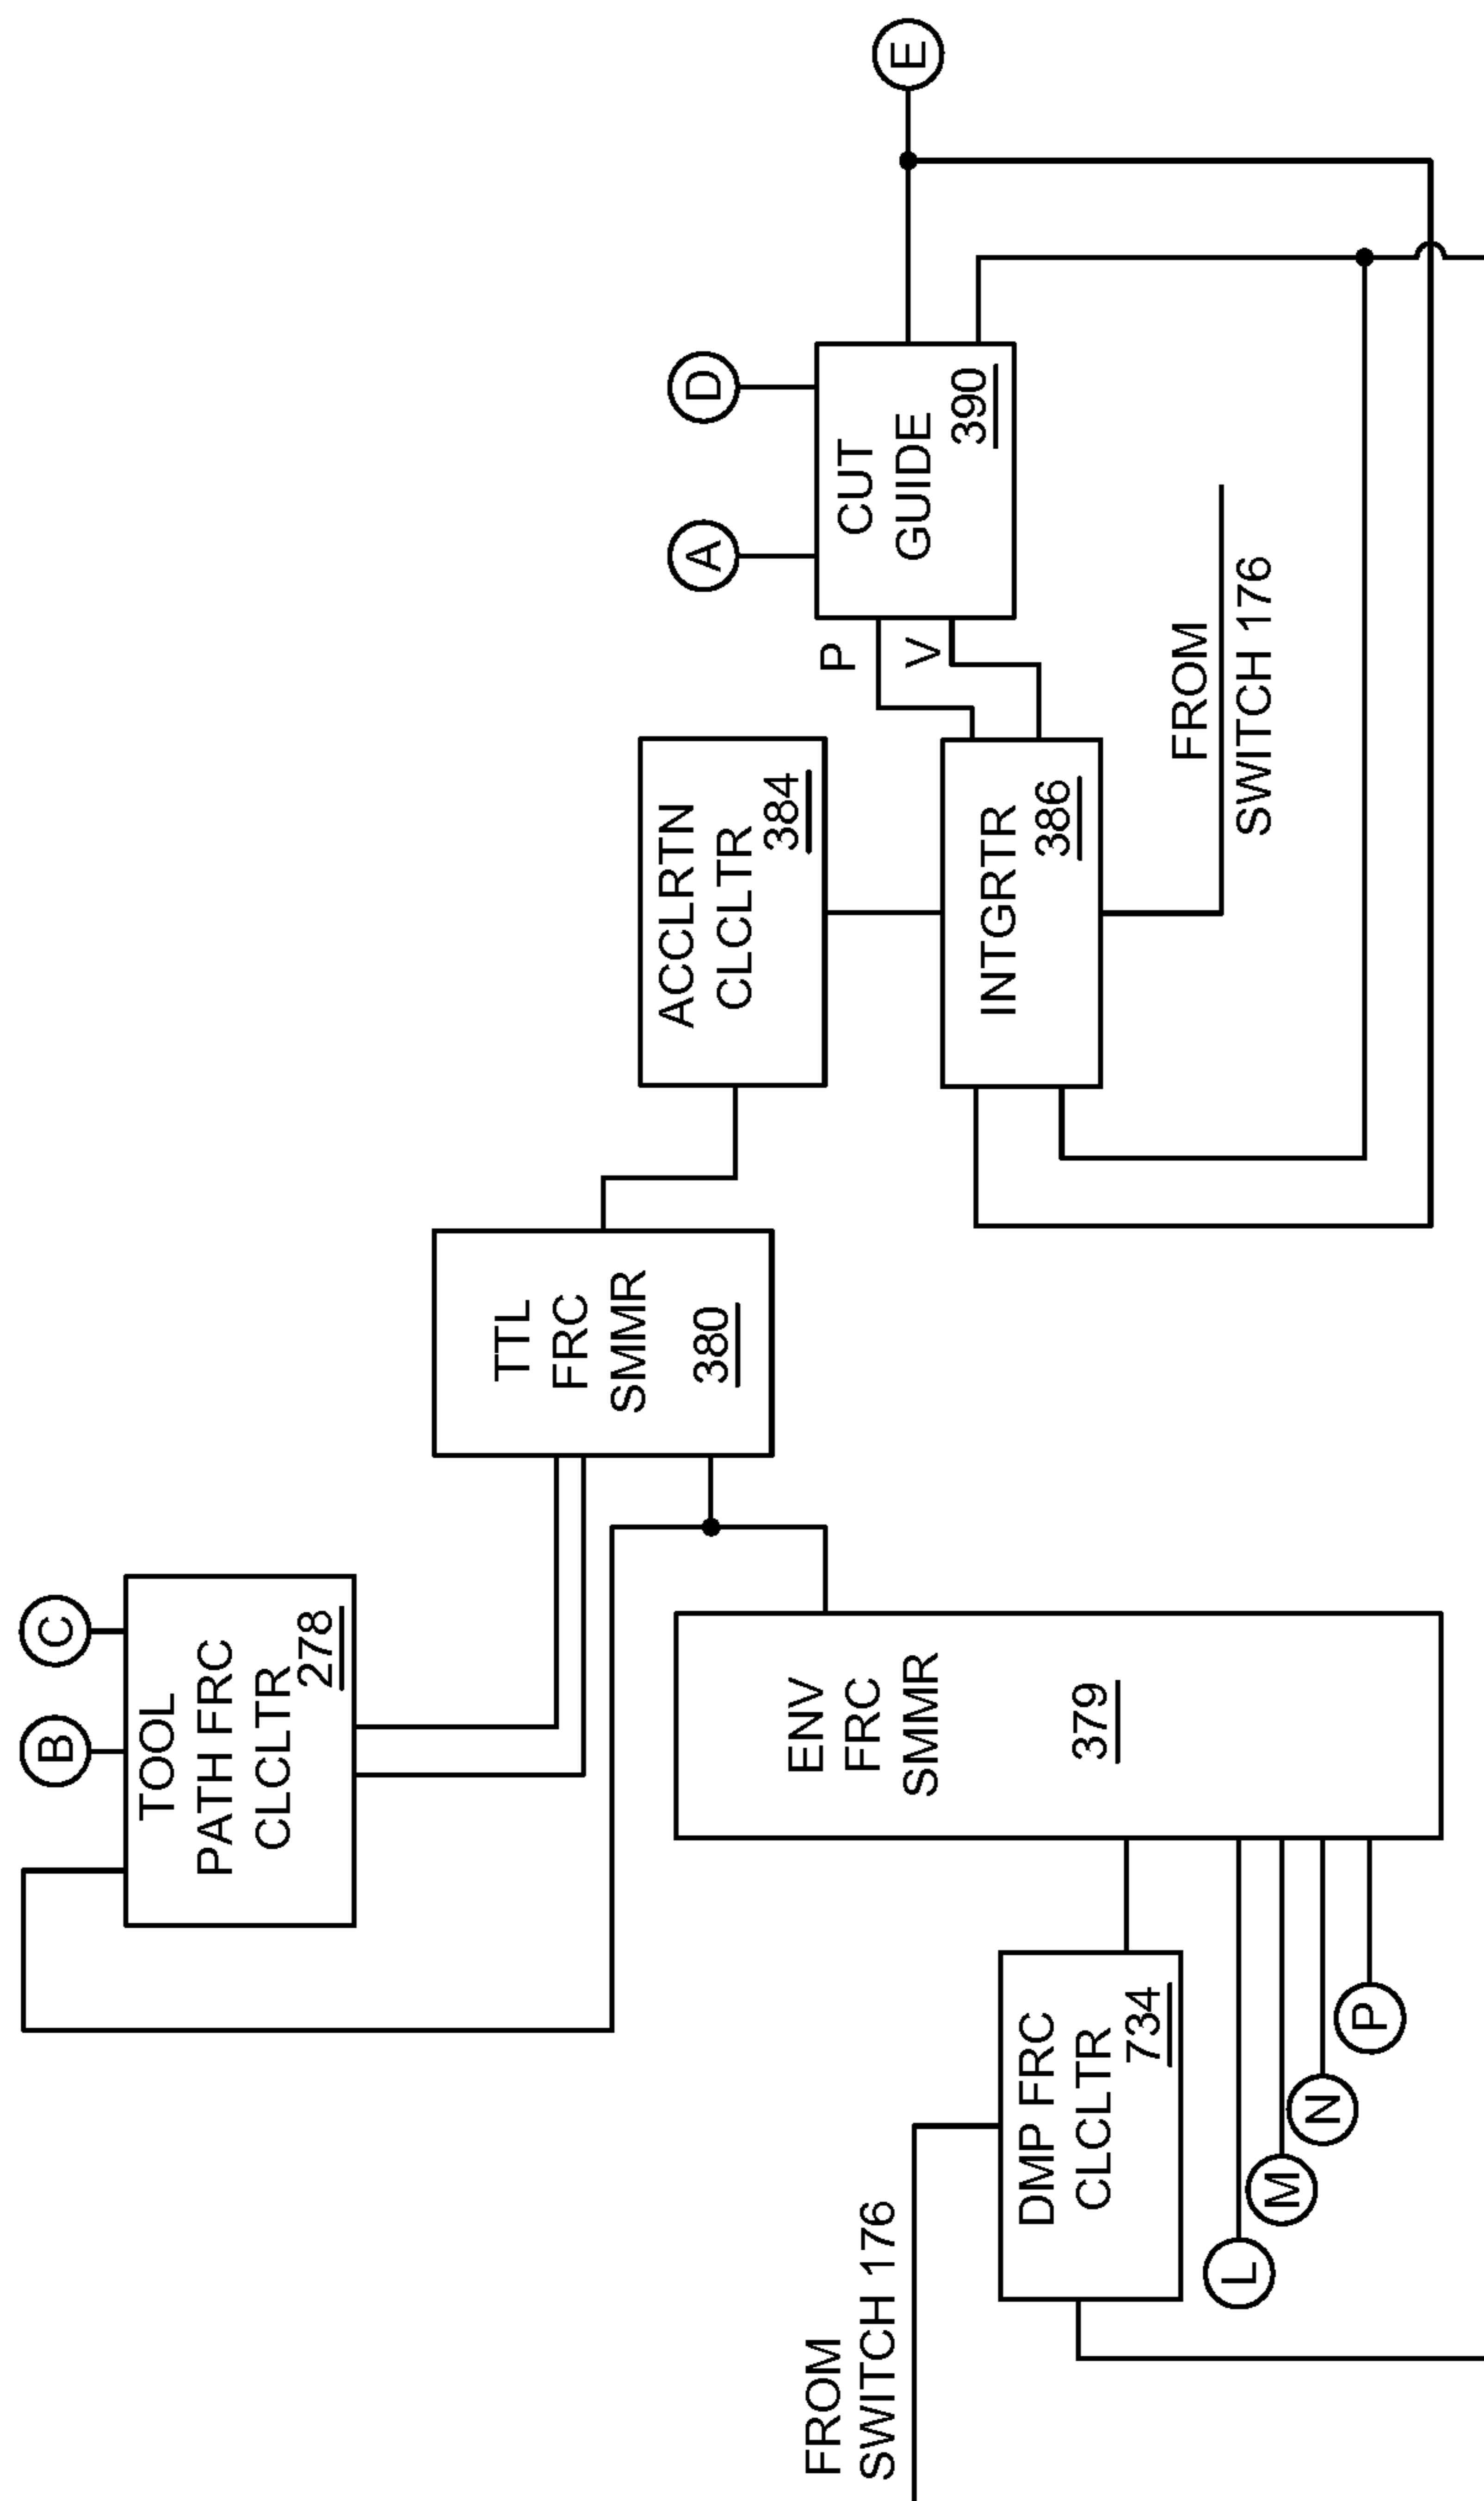 FROM
SWITCH 176
DMP FRC
CLCLTR
734
L
M
N
P
B
C
TOOL
PATH FRC
CLCLTR
278
ENV
FRC
SMMR
379
TTL
FRC
SMMR
380
ACCLRTN
CLCLTR
384
INTGRTR
386
FROM
SWITCH 176
P
V
A
D
CUT
GUIDE
390
E